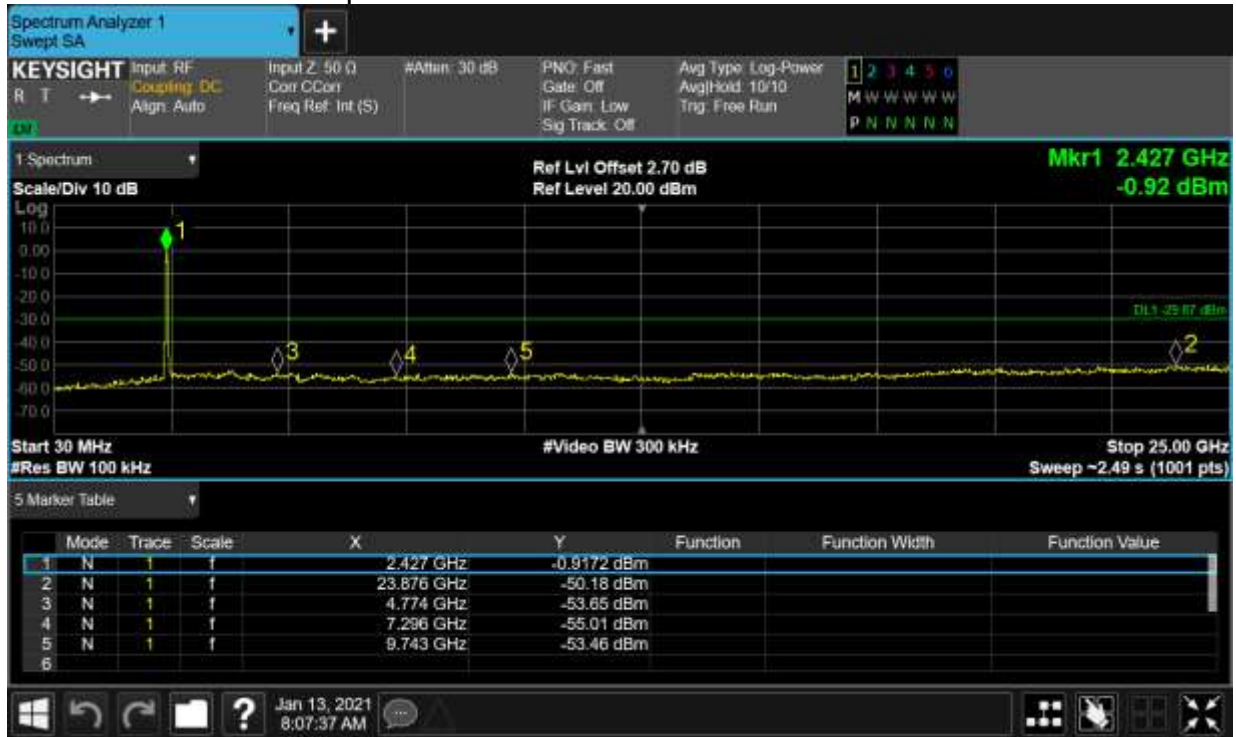 Spectrum Analyzer 1
Swept SA
+
KEYSIGHT Input: RF Input Z: 50 Ω #Atten: 30 dB PNO: Fast Avg Type: Log-Power 1 2 3 4 5 6
R T Coupling: DC Corr CCorr Gate: Off Avg|Hold: 10/10 M W W W W W
Align: Auto Freq Ref: Int (S) IF Gain: Low Trig: Free Run
Sig Track: Off P N N N N N
1 Spectrum Ref Lvl Offset 2.70 dB Mkr1 2.427 GHz
Scale/Div 10 dB Ref Level 20.00 dBm -0.92 dBm
Log
10.0 1
0.00
-10.0
-20.0
-30.0 DL1 -29.67 dBm
-40.0 3 4 5 2
-50.0
-60.0
-70.0
Start 30 MHz #Video BW 300 kHz Stop 25.00 GHz
#Res BW 100 kHz Sweep ~2.49 s (1001 pts)
5 Marker Table
Mode Trace Scale X Y Function Function Width Function Value
1 N 1 f 2.427 GHz -0.9172 dBm
2 N 1 f 23.876 GHz -50.18 dBm
3 N 1 f 4.774 GHz -53.65 dBm
4 N 1 f 7.296 GHz -55.01 dBm
5 N 1 f 9.743 GHz -53.46 dBm
6
? Jan 13, 2021
8:07:37 AM